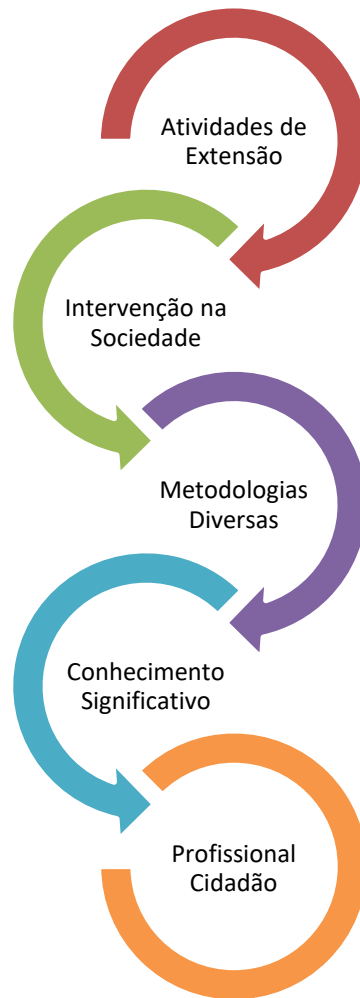 Atividades de
Extensão
Intervenção na
Sociedade
Metodologias
Diversas
Conhecimento
Significativo
Profissional
Cidadão